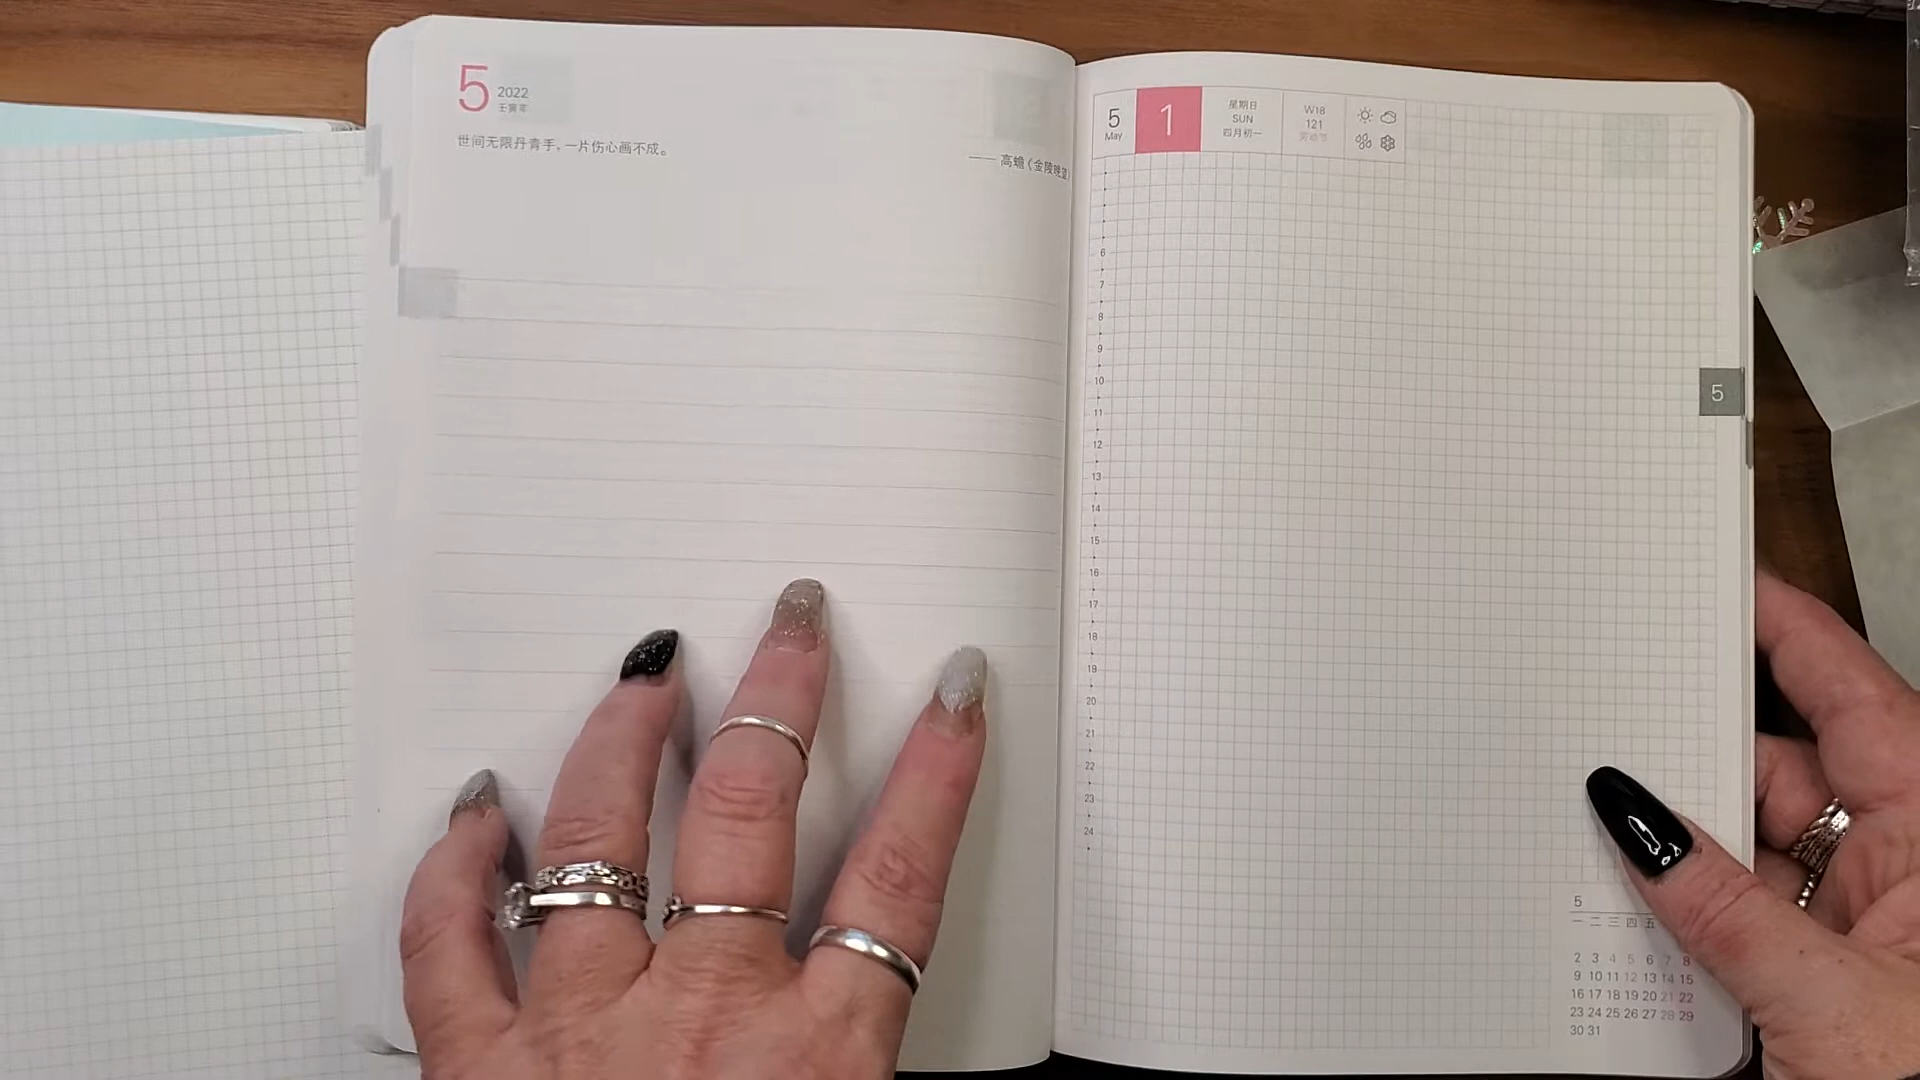 5 2022
壬寅年
世间无限丹青手，一片伤心画不成。
—— 高蟾《金陵晚望
5
May
1
星期日
SUN
四月初一
W18
121
劳动节
6
7
8
9
10
11
12
13
14
15
16
17
18
19
20
21
22
23
24
5
5
一 二 三 四 五
2 3 4 5 6 7 8
9 10 11 12 13 14 15
16 17 18 19 20 21 22
23 24 25 26 27 28 29
30 31